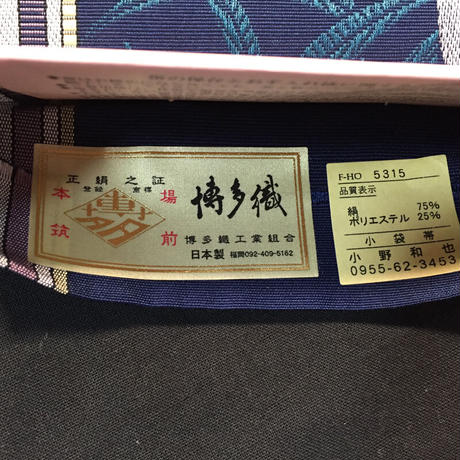 正絹之証
登録商標
本場
筑前
博多織
博多織工業組合
日本製 福岡092-409-5162
F-HO 5315
品質表示
絹 75%
ポリエステル 25%
小袋帯
小野和也
0955-62-3453